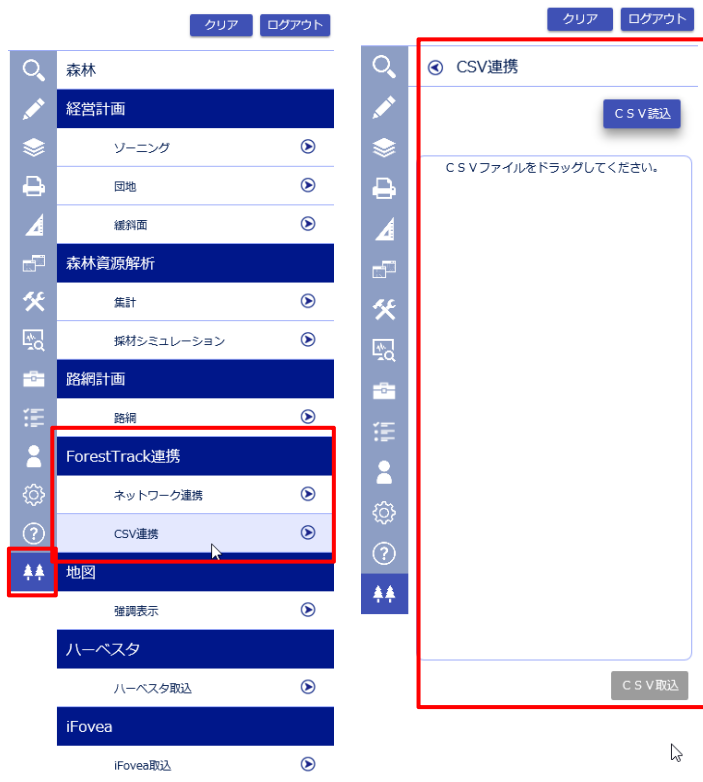 クリア
ログアウト
森林
経営計画
ゾーニング
団地
緩斜面
森林資源解析
集計
採材シミュレーション
路網計画
路網
ForestTrack連携
ネットワーク連携
CSV連携
地図
強調表示
ハーベスタ
ハーベスタ取込
iFovea
iFovea取込
クリア
ログアウト
CSV連携
ＣＳＶ読込
ＣＳＶファイルをドラッグしてください。
ＣＳＶ取込